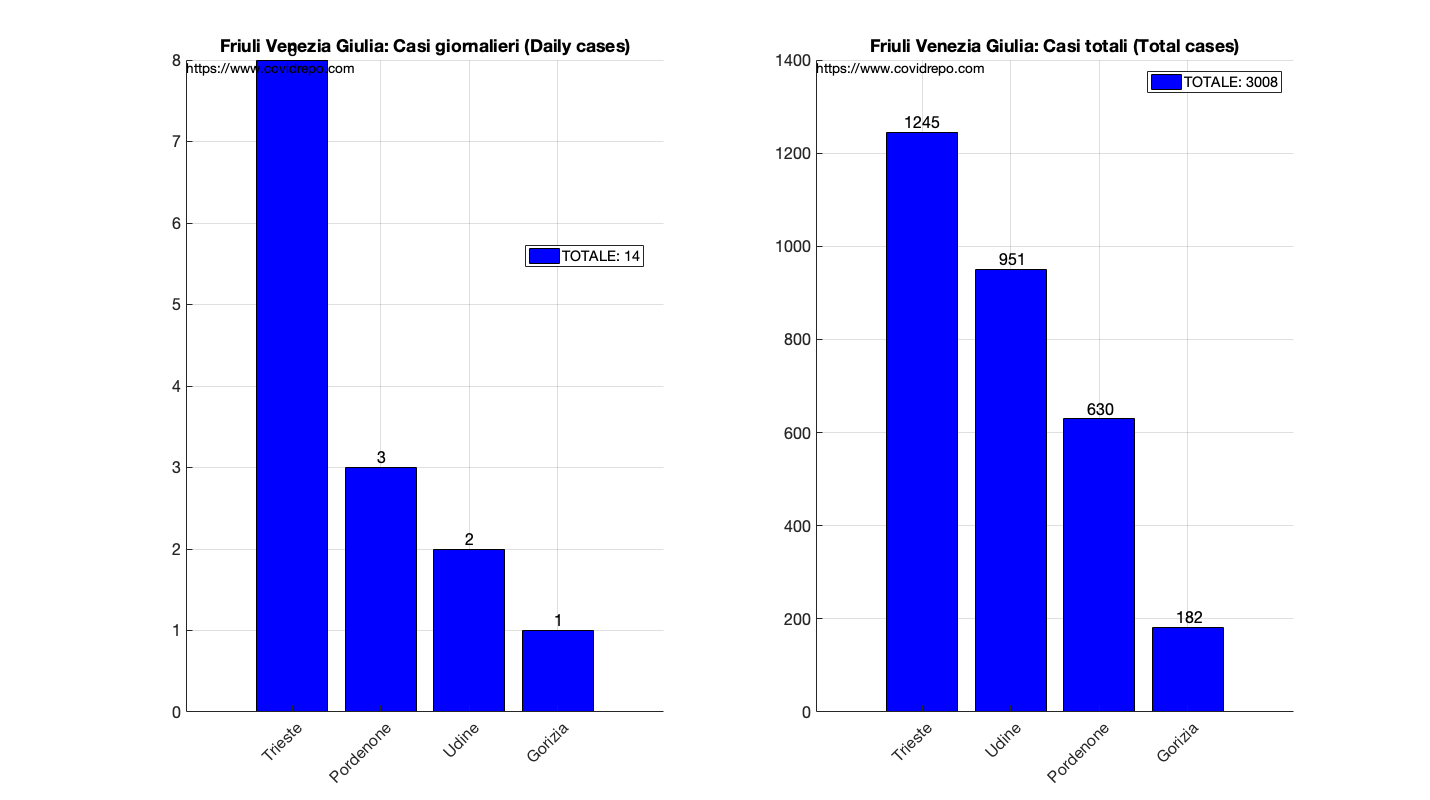 Friuli Venezia Giulia: Casi giornalieri (Daily cases)
8
https://www.covidrepo.com
8
7
6
5
4
3
2
1
0
TOTALE: 14
3
2
1
Trieste
Pordenone
Udine
Gorizia
Friuli Venezia Giulia: Casi totali (Total cases)
https://www.covidrepo.com
TOTALE: 3008
1400
1200
1000
800
600
400
200
0
1245
951
630
182
Trieste
Udine
Pordenone
Gorizia